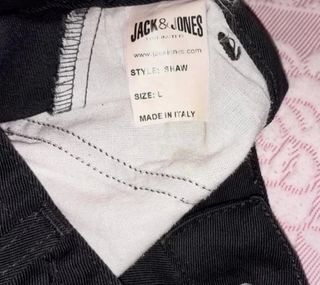 JACK & JONES
www.jackjones.com
STYLE: SHAW
SIZE: L
MADE IN ITALY